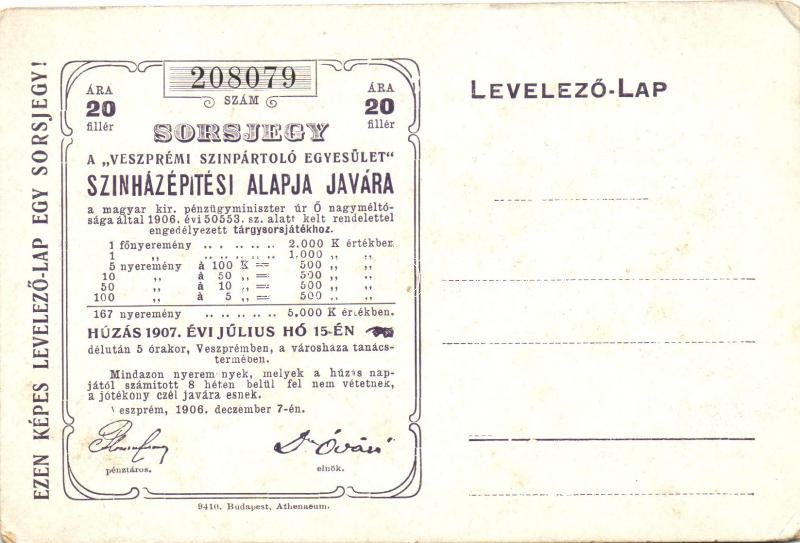 EZEN KÉPES LEVELEZŐ-LAP EGY SORSJEGY!
208079
SZÁM
ÁRA
20
fillér
ÁRA
20
fillér
SORSJEGY
A „VESZPRÉMI SZINPÁRTOLÓ EGYESÜLET“
SZINHÁZÉPITÉSI ALAPJA JAVÁRA
a magyar kir. pénzügyminiszter úr Ő nagyméltó-
sága által 1906. évi 50553. sz. alatt kelt rendelettel
engedélyezett tárgysorsjátékhoz.
1 főnyeremény .. .. .. .. .. 2.000 K értékben.
1 „ .. .. .. .. .. 1.000 „ „
5 nyeremény à 100 K = 500 „ „
10 „ à 50 „ = 500 „ „
50 „ à 10 „ = 500 „ „
100 „ à 5 „ = 500 „ „
167 nyeremény .. .. .. .. .. 5.000 K értékben.
HÚZÁS 1907. ÉVI JÚLIUS HÓ 15-ÉN
délután 5 órakor, Veszprémben, a városháza tanács-
termében.
Mindazon nyerem nyek, melyek a húzás nap-
jától számított 8 héten belül fel nem vétetnek,
a jótékony czél javára esnek.
Veszprém, 1906. deczember 7-én.
Dr Óvári
pénztáros.
elnök.
9410. Budapest, Athenaeum.
LEVELEZŐ-LAP